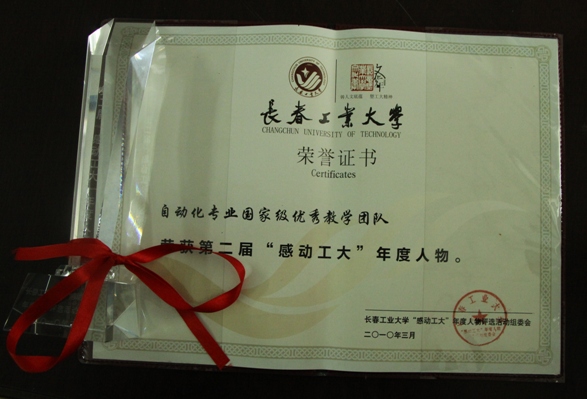 长春工业大学
CHANGCHUN UNIVERSITY OF TECHNOLOGY
荣誉证书
Certificates
自动化专业国家级优秀教学团队
荣获第二届“感动工大”年度人物。
长春工业大学“感动工大”年度人物评选活动组委会
二〇一〇年三月